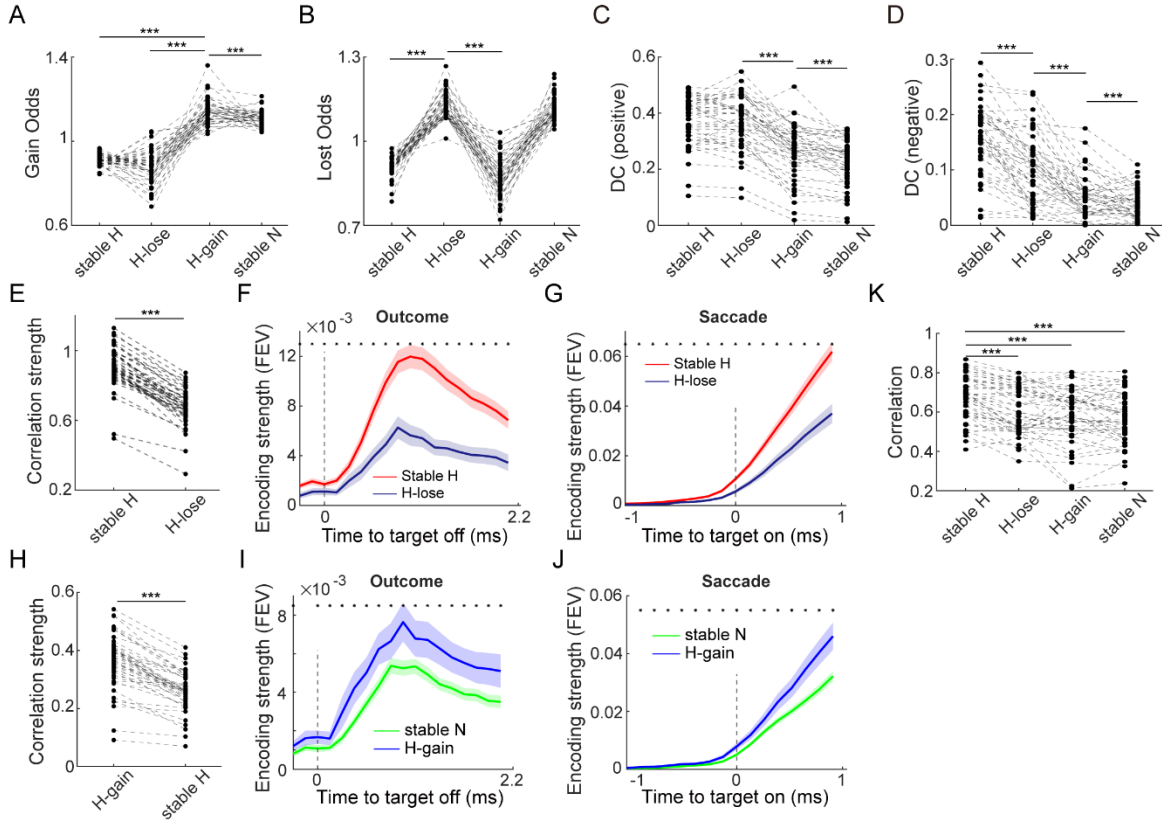 A
***
***
***
Gain Odds
1.4
1
0.6
stable H
H-lose
H-gain
stable N
B
***
***
Lost Odds
1.3
1
0.7
stable H
H-lose
H-gain
stable N
C
***
***
DC (positive)
0.6
0.4
0.2
0
stable H
H-lose
H-gain
stable N
D
***
***
***
DC (negative)
0.3
0.2
0.1
0
stable H
H-lose
H-gain
stable N
E
***
Correlation strength
1
0.6
0.2
stable H
H-lose
F
×10⁻³
Outcome
Encoding strength (FEV)
12
8
4
0
Stable H
H-lose
0
2.2
Time to target off (ms)
G
Saccade
Encoding strength (FEV)
0.06
0.04
0.02
0
Stable H
H-lose
-1
0
1
Time to target on (ms)
K
***
***
***
Correlation
1
0.8
0.6
0.4
0.2
0
stable H
H-lose
H-gain
stable N
H
***
Correlation strength
0.6
0.4
0.2
0
H-gain
stable H
I
×10⁻³
Outcome
Encoding strength (FEV)
8
4
0
stable N
H-gain
0
2.2
Time to target off (ms)
J
Saccade
Encoding strength (FEV)
0.06
0.04
0.02
0
stable N
H-gain
-1
0
1
Time to target on (ms)